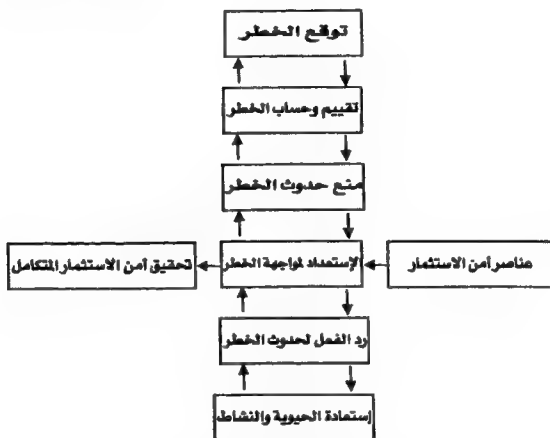 توقع الخطر
تقييم وحساب الخطر
منع حدوث الخطر
عناصر أمن الاستثمار
الإستعداد لمواجهة الخطر
تحقيق أمن الاستثمار المتكامل
رد الفعل لحدوث الخطر
إستعادة الحيوية والنشاط